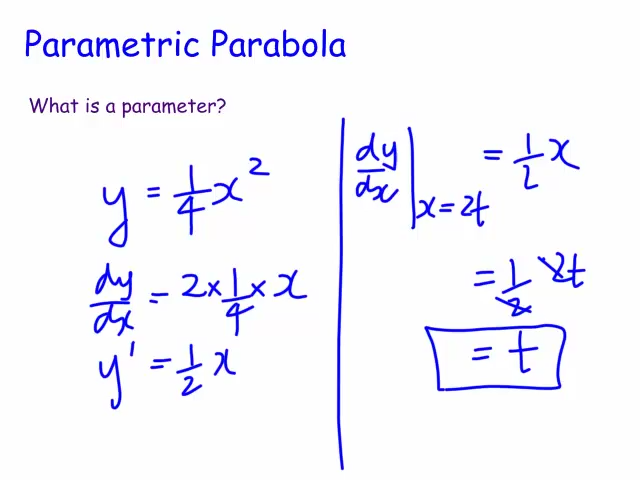 Parametric Parabola
What is a parameter?
y = 1/4 x²
dy/dx = 2 × 1/4 × x
y' = 1/2 x
dy/dx | x = 2t = 1/2 x
= 1/2 2t
= t